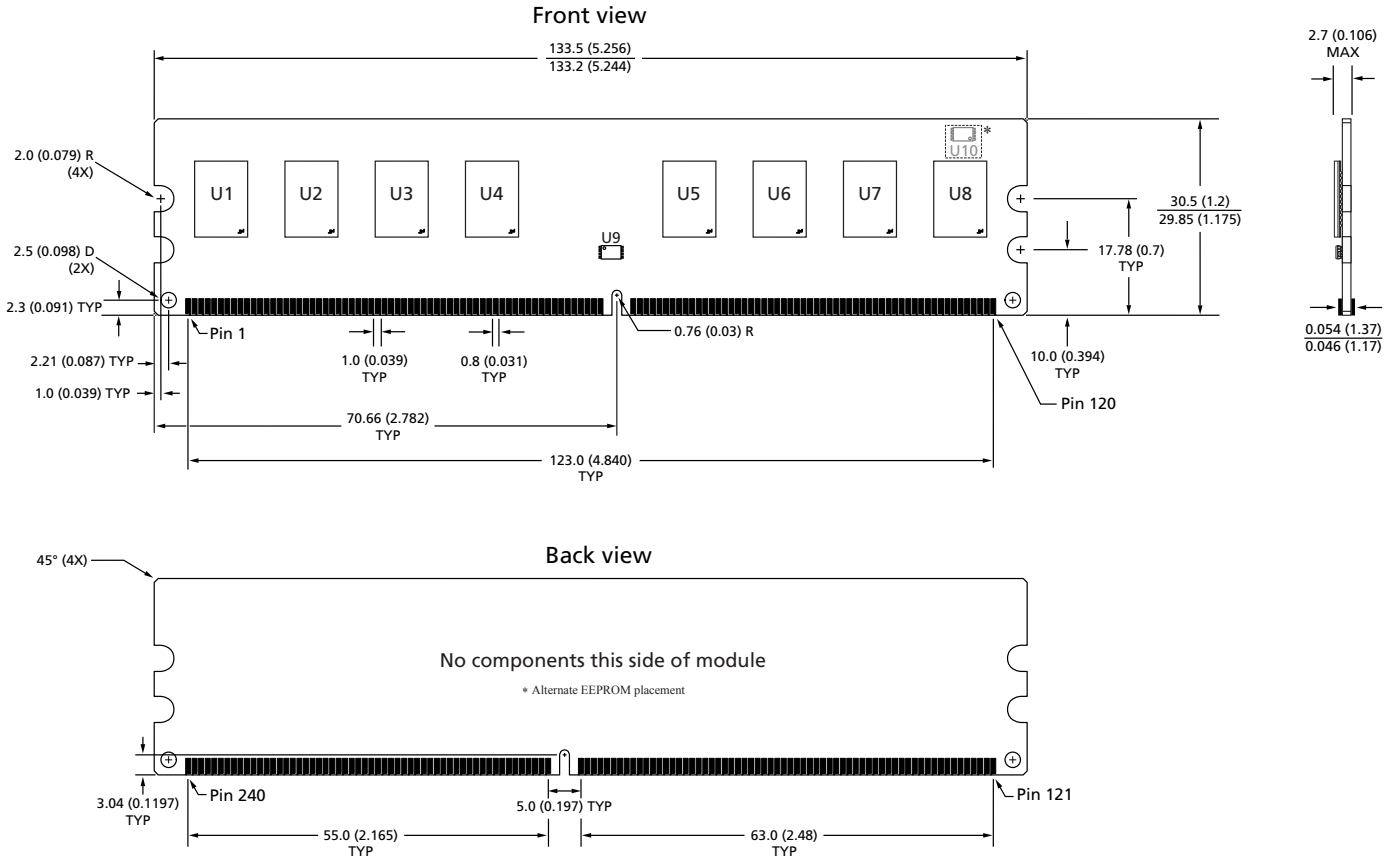 Front view
133.5 (5.256)
133.2 (5.244)
2.7 (0.106)
MAX
U10
*
2.0 (0.079) R
(4X)
U1
U2
U3
U4
U5
U6
U7
U8
30.5 (1.2)
29.85 (1.175)
U9
2.5 (0.098) D
(2X)
17.78 (0.7)
TYP
2.3 (0.091) TYP
Pin 1
0.76 (0.03) R
0.054 (1.37)
0.046 (1.17)
2.21 (0.087) TYP
1.0 (0.039)
TYP
0.8 (0.031)
TYP
10.0 (0.394)
TYP
1.0 (0.039) TYP
Pin 120
70.66 (2.782)
TYP
123.0 (4.840)
TYP
Back view
45° (4X)
No components this side of module
* Alternate EEPROM placement
3.04 (0.1197)
TYP
Pin 240
5.0 (0.197) TYP
Pin 121
55.0 (2.165)
TYP
63.0 (2.48)
TYP